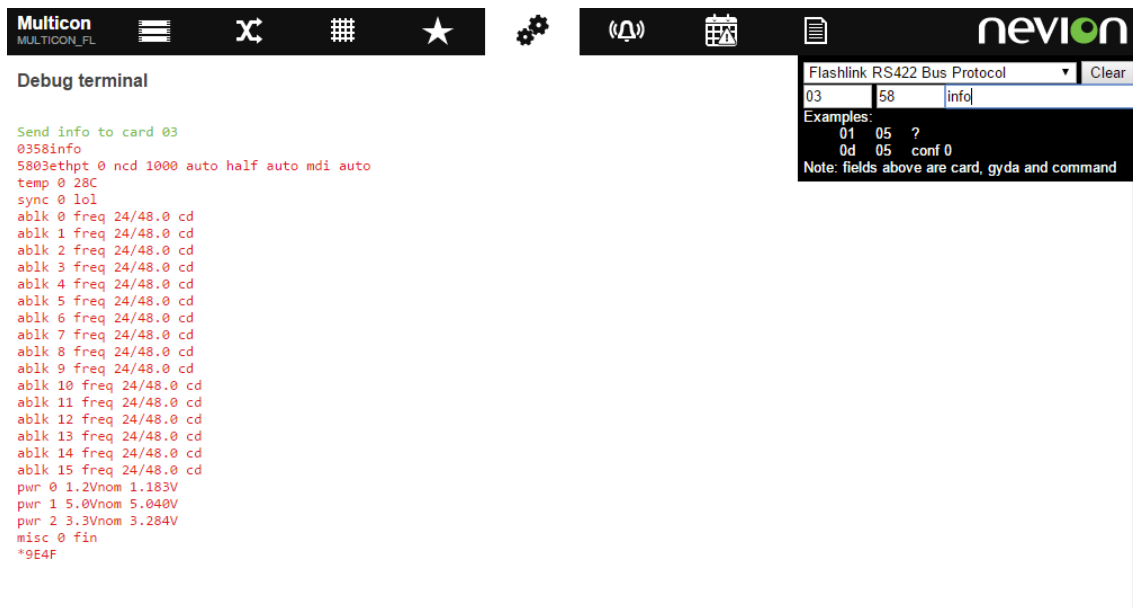 Multicon
MULTICON_FL
nevion
Debug terminal
Flashlink RS422 Bus Protocol Clear
03 58 info
Examples:
01 05 ?
0d 05 conf 0
Note: fields above are card, gyda and command
Send info to card 03
0358info
5803ethpt 0 ncd 1000 auto half auto mdi auto
temp 0 28C
sync 0 lol
ablk 0 freq 24/48.0 cd
ablk 1 freq 24/48.0 cd
ablk 2 freq 24/48.0 cd
ablk 3 freq 24/48.0 cd
ablk 4 freq 24/48.0 cd
ablk 5 freq 24/48.0 cd
ablk 6 freq 24/48.0 cd
ablk 7 freq 24/48.0 cd
ablk 8 freq 24/48.0 cd
ablk 9 freq 24/48.0 cd
ablk 10 freq 24/48.0 cd
ablk 11 freq 24/48.0 cd
ablk 12 freq 24/48.0 cd
ablk 13 freq 24/48.0 cd
ablk 14 freq 24/48.0 cd
ablk 15 freq 24/48.0 cd
pwr 0 1.2Vnom 1.183V
pwr 1 5.0Vnom 5.040V
pwr 2 3.3Vnom 3.284V
misc 0 fin
*9E4F